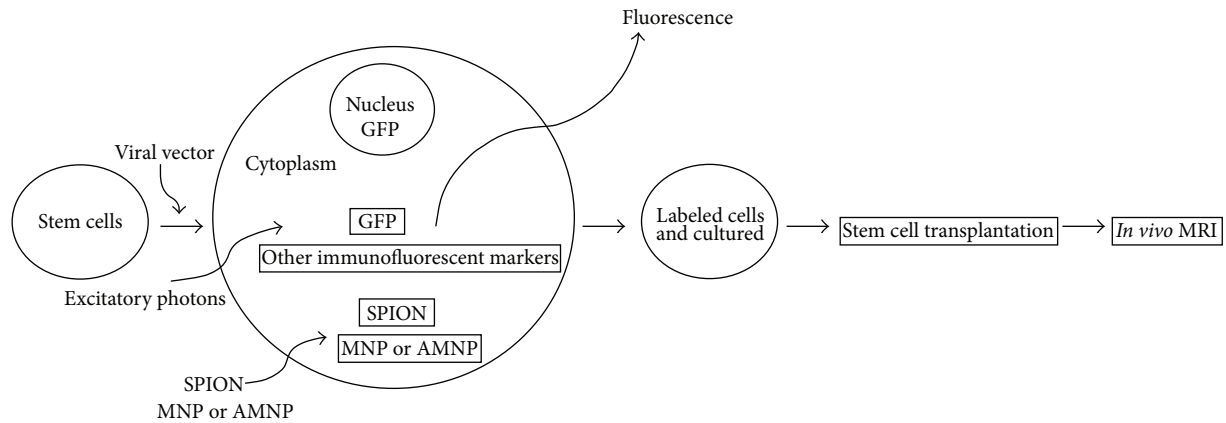 Fluorescence
Nucleus
GFP
Viral vector
Cytoplasm
Stem cells
GFP
Other immunofluorescent markers
Excitatory photons
SPION
MNP or AMNP
SPION
MNP or AMNP
Labeled cells
and cultured
Stem cell transplantation
In vivo MRI